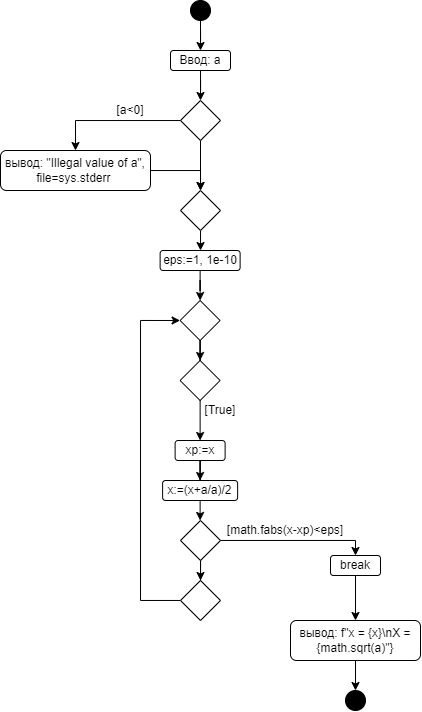 Ввод: a
[a<0]
вывод: "Illegal value of a",
file=sys.stderr
eps:=1, 1e-10
[True]
xp:=x
x:=(x+a/a)/2
[math.fabs(x-xp)<eps]
break
вывод: f"x = {x}\nX =
{math.sqrt(a)"}